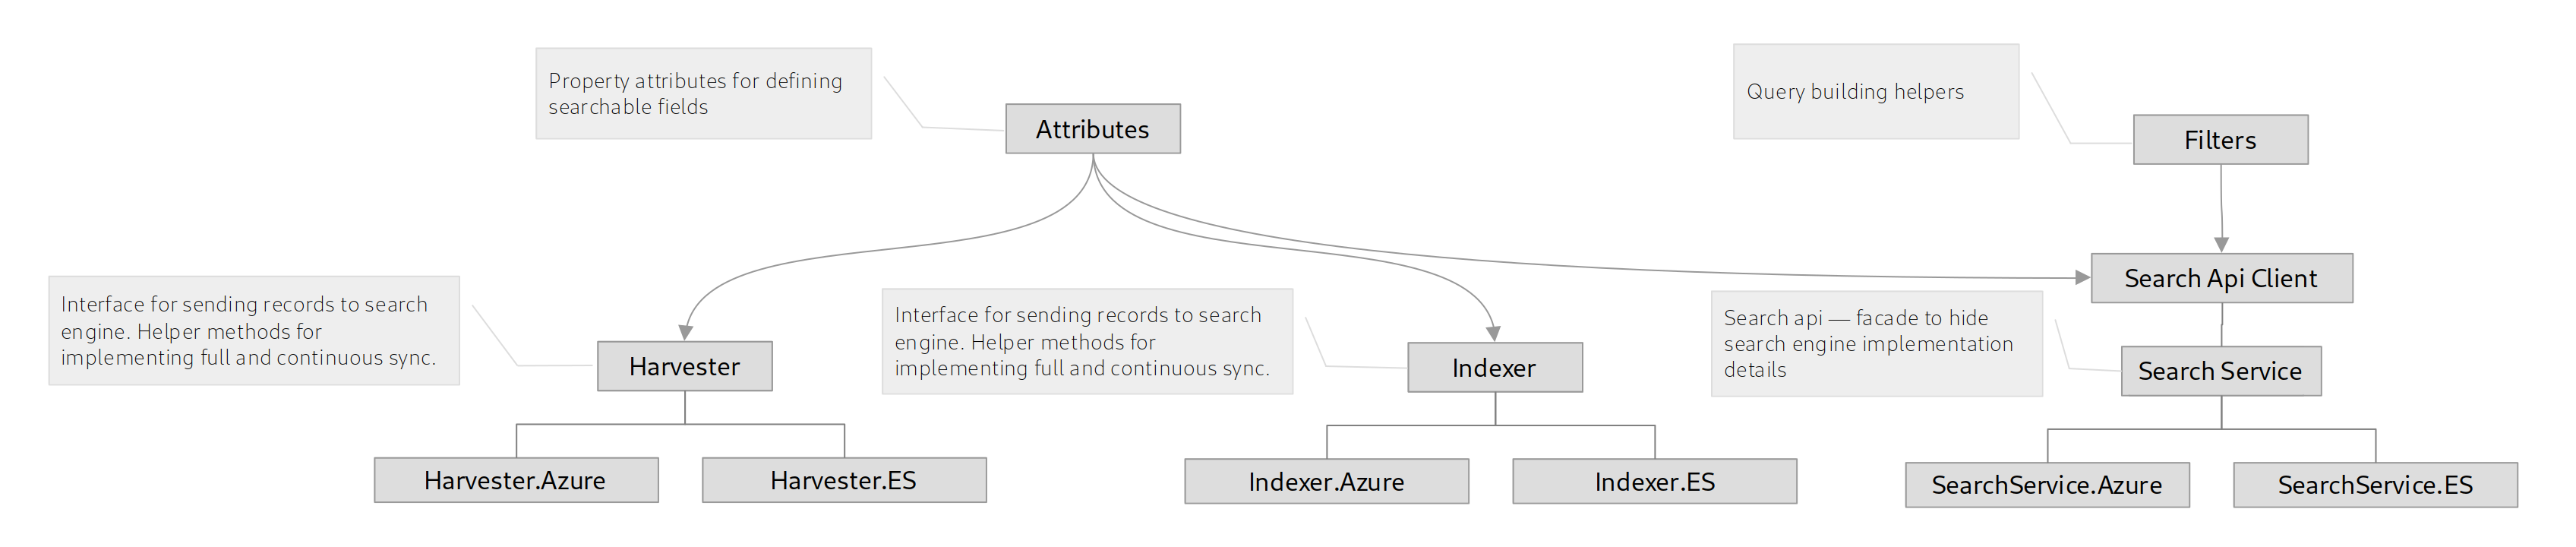 Property attributes for defining
searchable fields
Query building helpers
Attributes
Filters
Interface for sending records to search
engine. Helper methods for
implementing full and continuous sync.
Harvester
Interface for sending records to search
engine. Helper methods for
implementing full and continuous sync.
Indexer
Search Api Client
Search api — facade to hide
search engine implementation
details
Search Service
Harvester.Azure
Harvester.ES
Indexer.Azure
Indexer.ES
SearchService.Azure
SearchService.ES